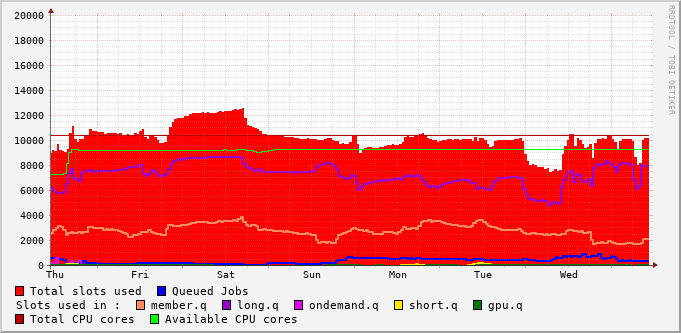 20000
18000
16000
14000
12000
10000
8000
6000
4000
2000
0
Thu Fri Sat Sun Mon Tue Wed
RRDTOOL / TOBI OETIKER
Total slots used Queued Jobs
Slots used in : member.q long.q ondemand.q short.q gpu.q
Total CPU cores Available CPU cores